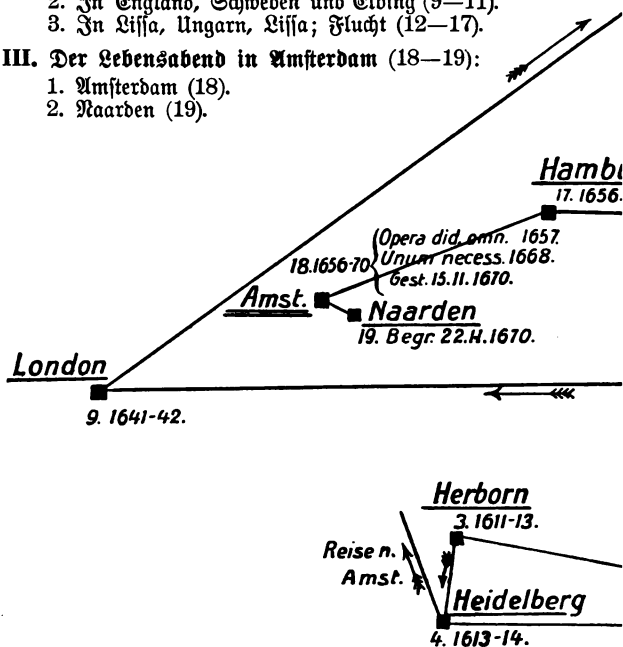 2. In England, Schweden und Elbing (9—11).
3. In Lissa, Ungarn, Lissa; Flucht (12—17).
III. Der Lebensabend in Amsterdam (18—19):
1. Amsterdam (18).
2. Naarden (19).
Hambu
17. 1656.
Opera did. omn. 1657.
18. 1656-70
Unum necess. 1668.
Gest. 15. 11. 1670.
Amst.
Naarden
19. Begr. 22. 11. 1670.
London
9. 1641-42.
Herborn
3. 1611-13.
Reise n.
Amst.
Heidelberg
4. 1613-14.